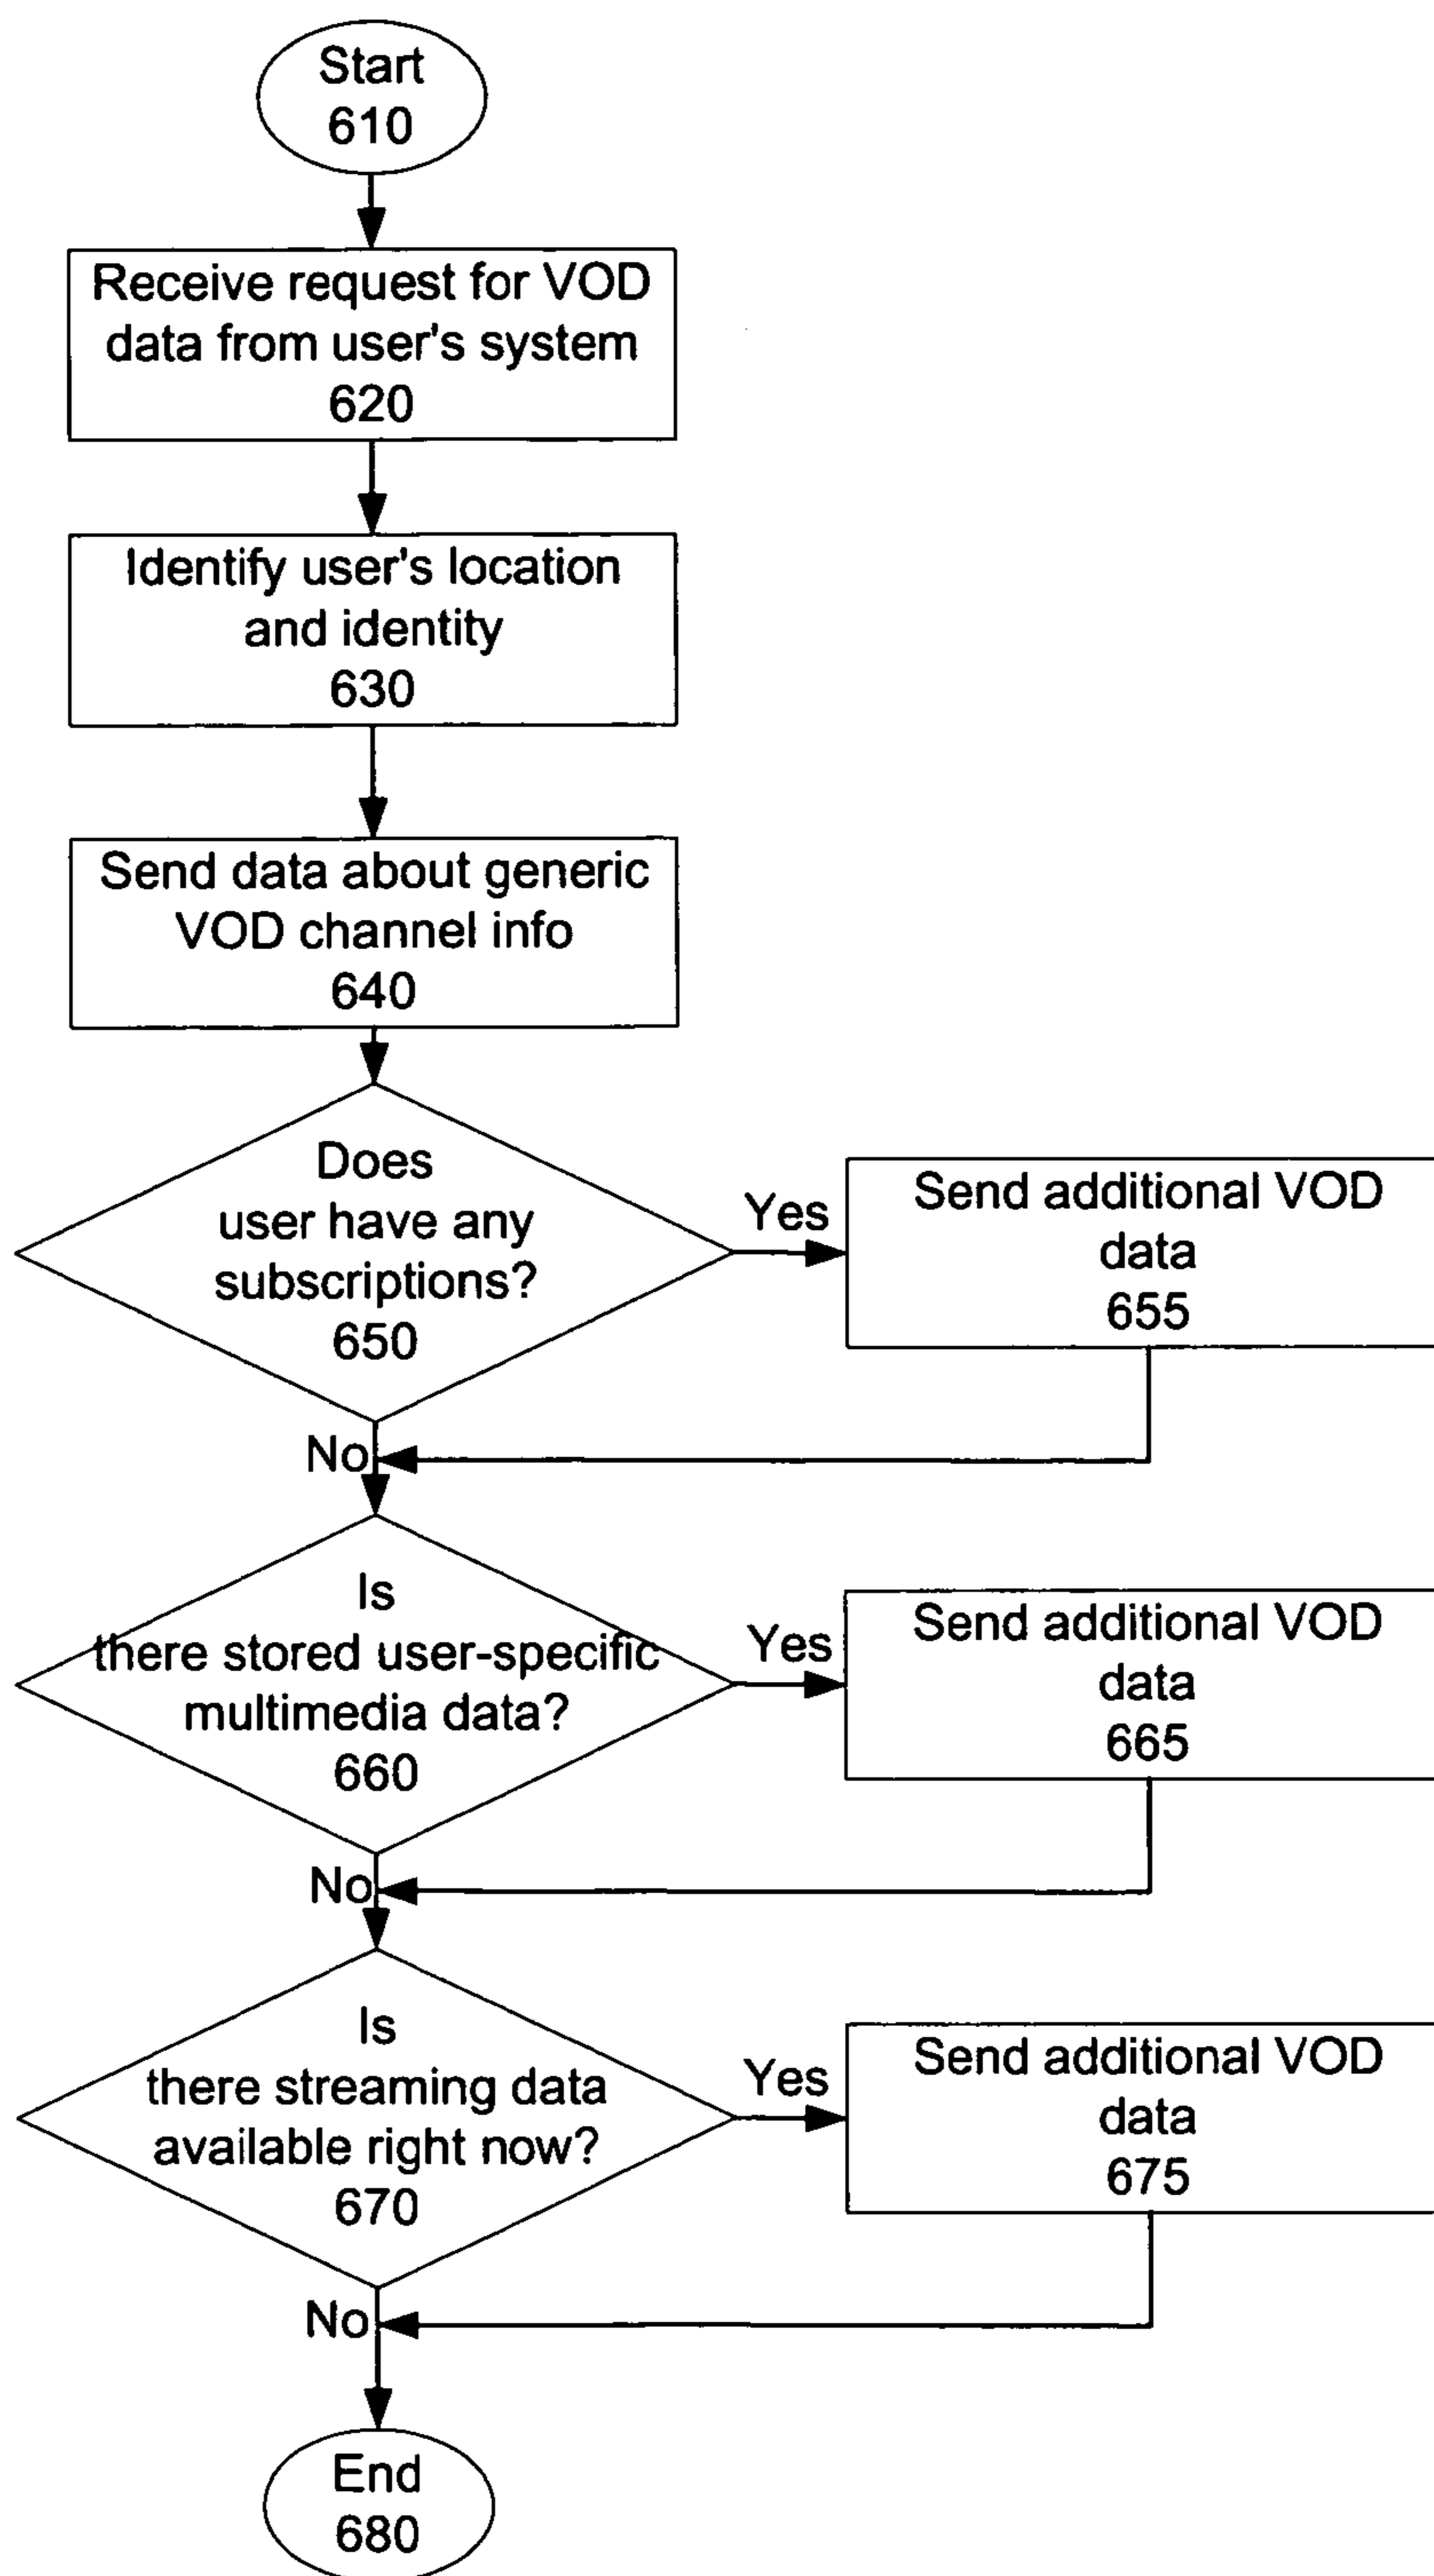 Start
610
Receive request for VOD
data from user's system
620
Identify user's location
and identity
630
Send data about generic
VOD channel info
640
Does
user have any
subscriptions?
650
Yes
Send additional VOD
data
655
No
Is
there stored user-specific
multimedia data?
660
Yes
Send additional VOD
data
665
No
Is
there streaming data
available right now?
670
Yes
Send additional VOD
data
675
No
End
680